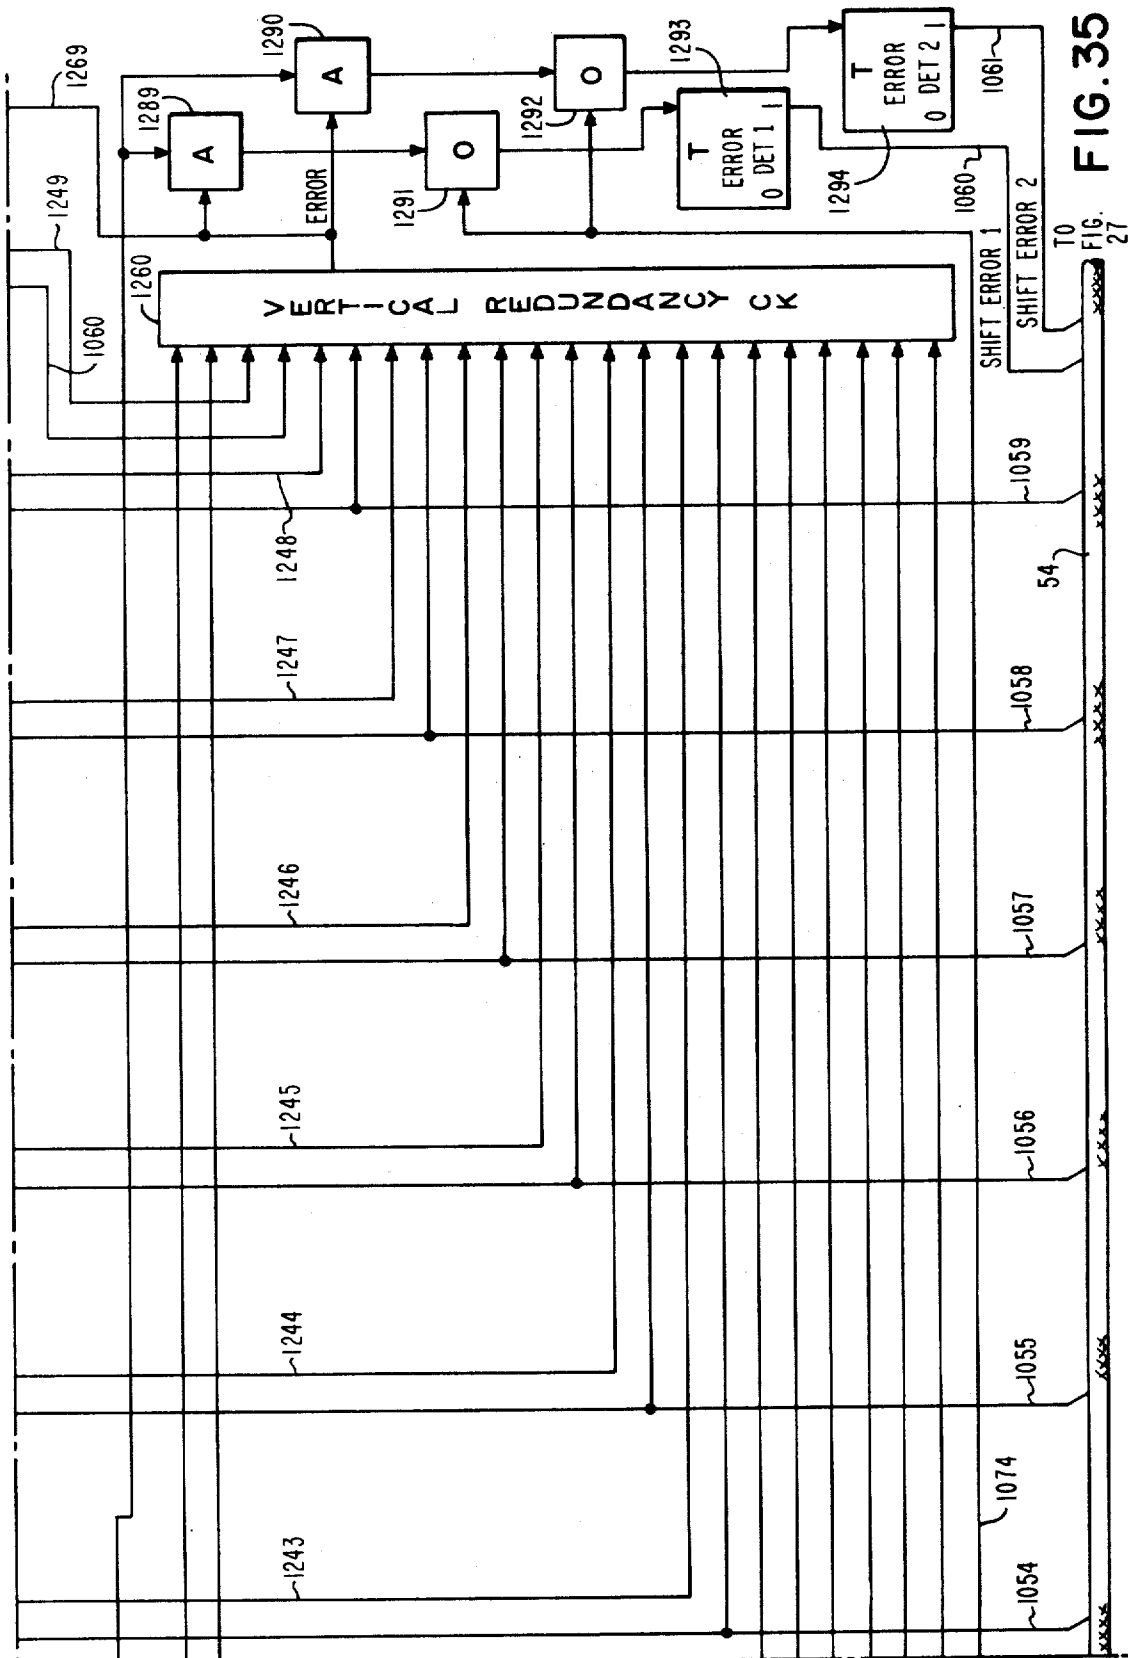 1269
1289
1290
A
A
1249
1060
ERROR
1291
O
1292
O
1293
T
ERROR
DET 1
0
1
1294
T
ERROR
DET 2
0
1
1061
1060
1260
VERTICAL REDUNDANCY CK
SHIFT ERROR 1
SHIFT ERROR 2
TO
FIG.
27
FIG.35
1248
1059
1247
1058
54
1246
1057
1245
1056
1244
1055
1243
1054
1074